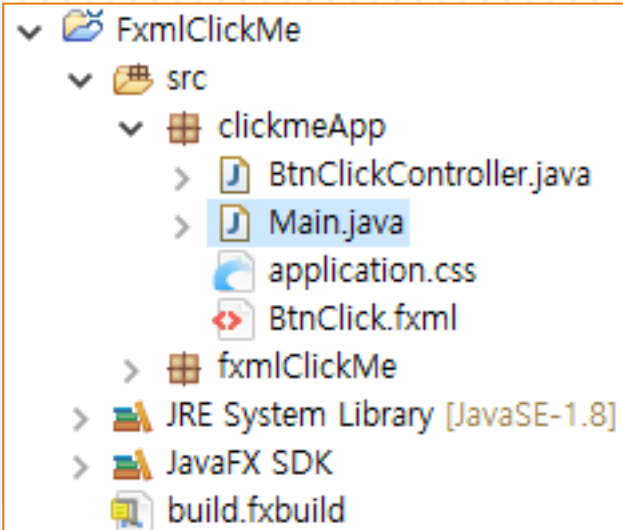 FxmlClickMe
src
clickmeApp
BtnClickController.java
Main.java
application.css
BtnClick.fxml
fxmlClickMe
JRE System Library [JavaSE-1.8]
JavaFX SDK
build.fxbuild